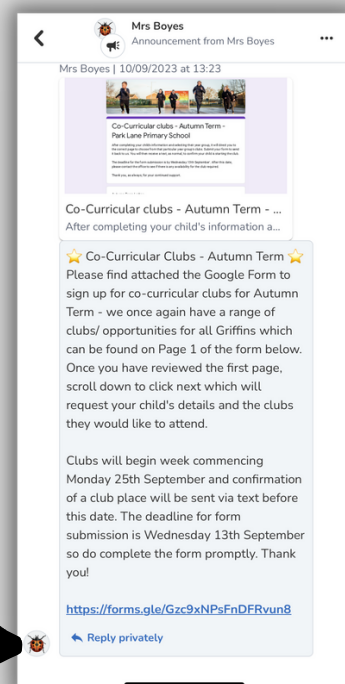 Mrs Boyes
Announcement from Mrs Boyes
Mrs Boyes | 10/09/2023 at 13:23
Co-Curricular clubs - Autumn Term -
Park Lane Primary School
Co-Curricular clubs - Autumn Term - ...
After completing your child's information a...
⭐ Co-Curricular Clubs - Autumn Term ⭐
Please find attached the Google Form to
sign up for co-curricular clubs for Autumn
Term - we once again have a range of
clubs/ opportunities for all Griffins which
can be found on Page 1 of the form below.
Once you have reviewed the first page,
scroll down to click next which will
request your child's details and the clubs
they would like to attend.
Clubs will begin week commencing
Monday 25th September and confirmation
of a club place will be sent via text before
this date. The deadline for form
submission is Wednesday 13th September
so do complete the form promptly. Thank
you!
https://forms.gle/Gzc9xNPsFnDFRvun8
Reply privately